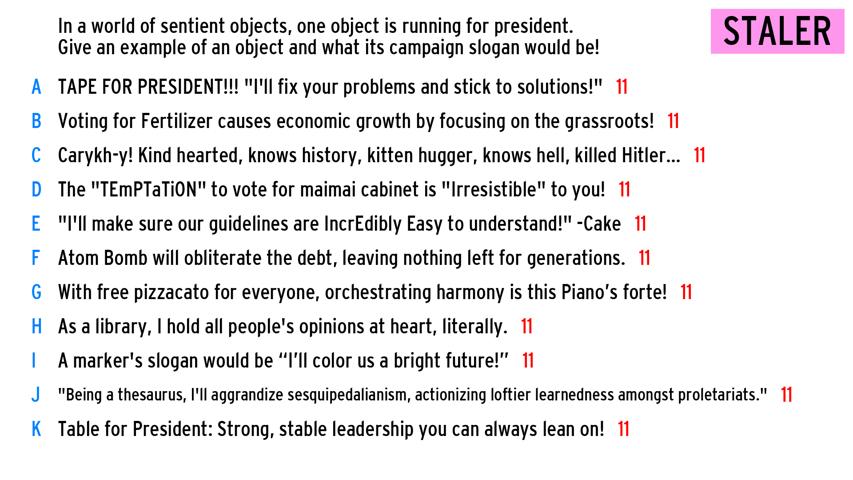 In a world of sentient objects, one object is running for president.
Give an example of an object and what its campaign slogan would be!
STALER
A TAPE FOR PRESIDENT!!! "I'll fix your problems and stick to solutions!" 11
B Voting for Fertilizer causes economic growth by focusing on the grassroots! 11
C Carykh-y! Kind hearted, knows history, kitten hugger, knows hell, killed Hitler... 11
D The "TEmPTaTiON" to vote for maimai cabinet is "Irresistible" to you! 11
E "I'll make sure our guidelines are IncrEdibly Easy to understand!" -Cake 11
F Atom Bomb will obliterate the debt, leaving nothing left for generations. 11
G With free pizzacato for everyone, orchestrating harmony is this Piano’s forte! 11
H As a library, I hold all people's opinions at heart, literally. 11
I A marker's slogan would be “I’ll color us a bright future!” 11
J "Being a thesaurus, I'll aggrandize sesquipedalianism, actionizing loftier learnedness amongst proletariats." 11
K Table for President: Strong, stable leadership you can always lean on! 11